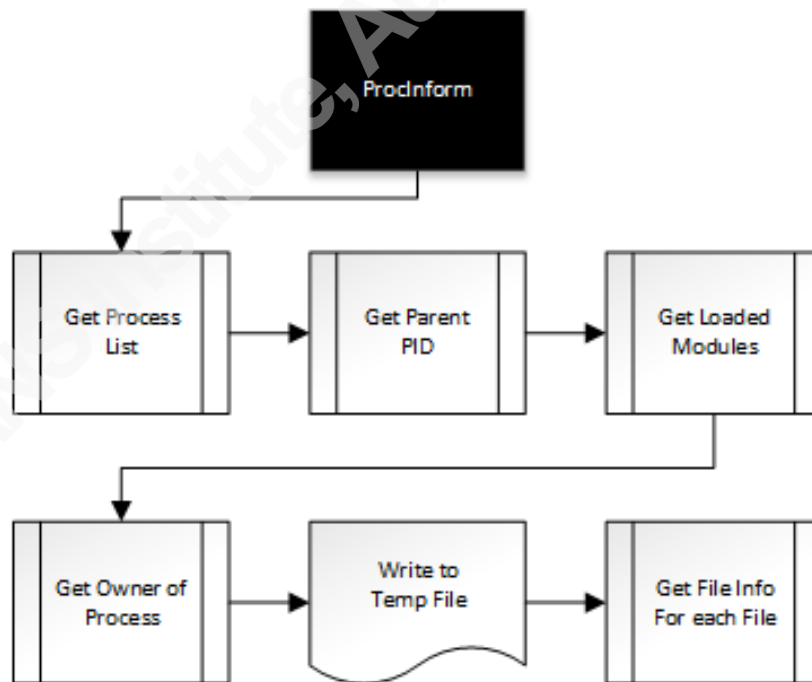 ProcInform
Get Process
List
Get Parent
PID
Get Loaded
Modules
Get Owner of
Process
Write to
Temp File
Get File Info
For each File